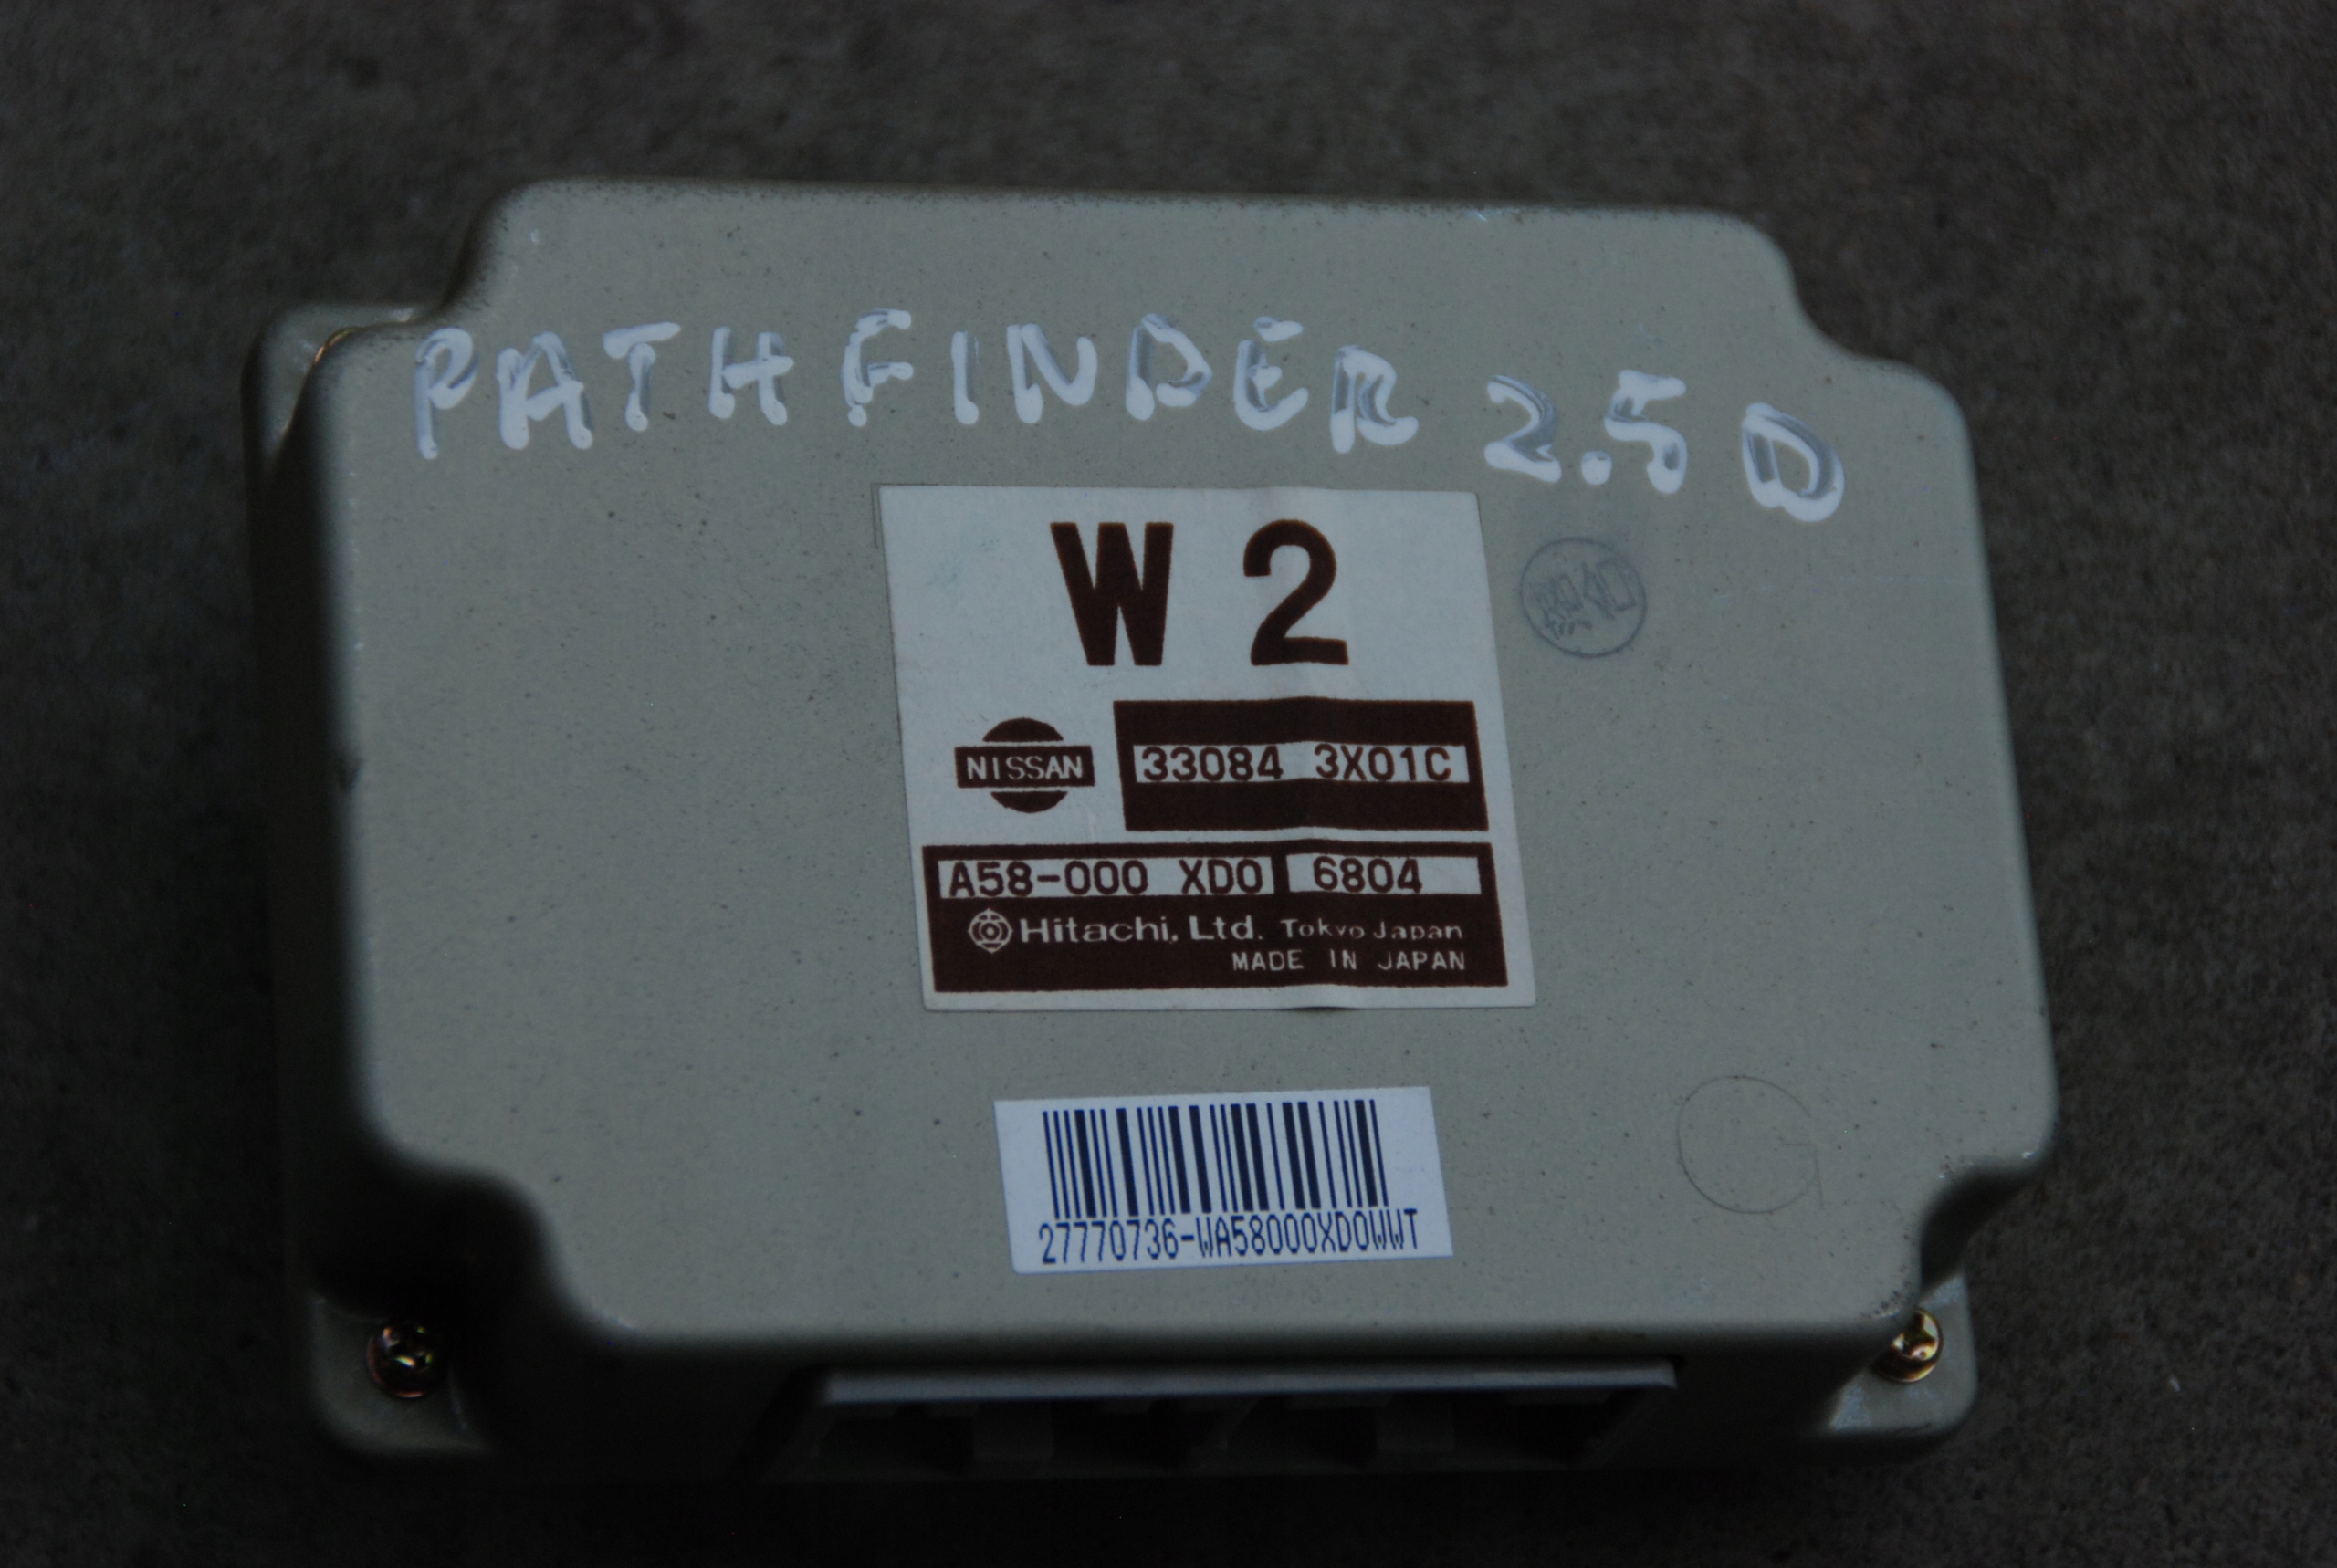 PATHFINDER 2.5 D
W 2
NISSAN
33084 3X01C
A58-000 XD0 6804
Hitachi, Ltd. Tokyo Japan
MADE IN JAPAN
27770736-WA58000XD0WWT
G